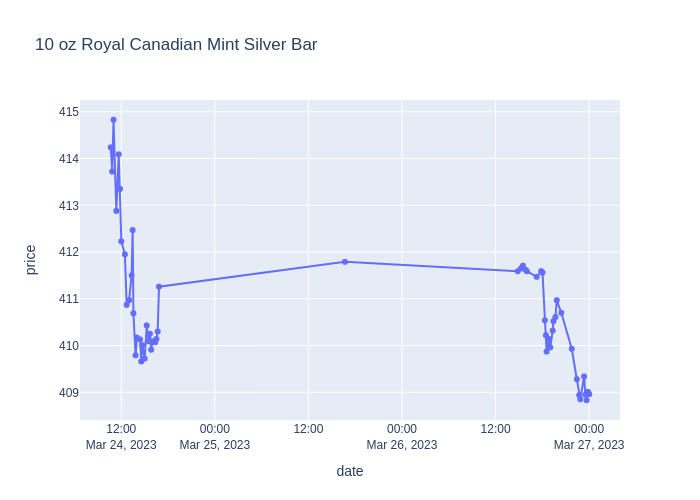 10 oz Royal Canadian Mint Silver Bar
415
414
413
412
411
410
409
price
12:00 00:00 12:00 00:00 12:00 00:00
Mar 24, 2023 Mar 25, 2023 Mar 26, 2023 Mar 27, 2023
date